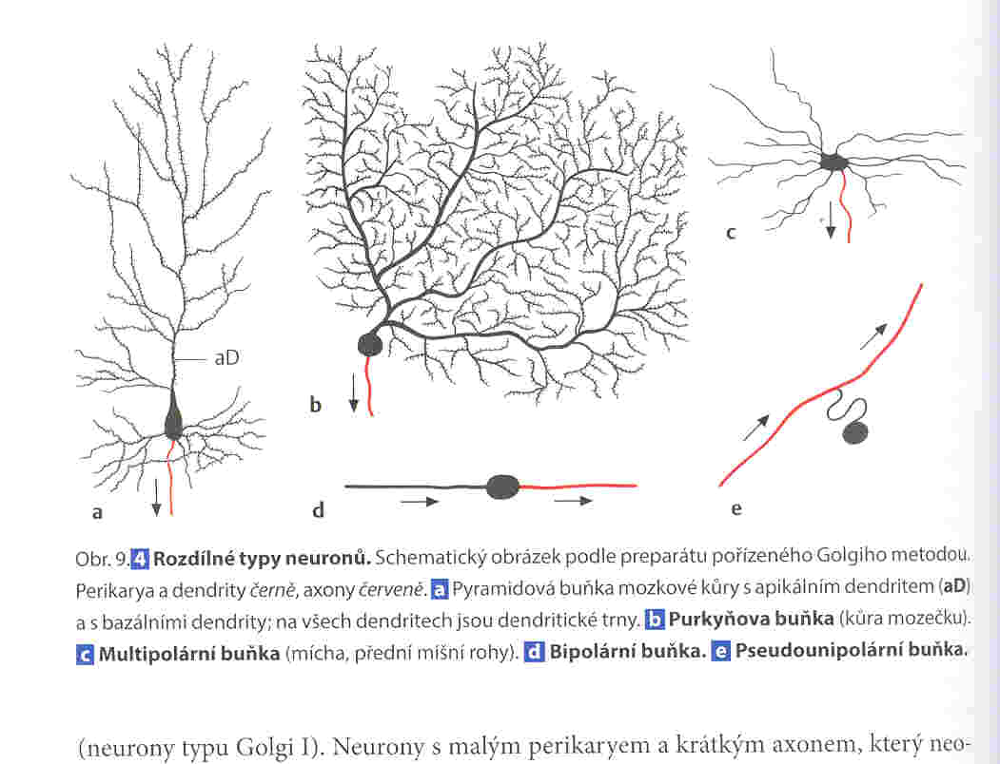 aD
a
b
c
d
e
Obr. 9.4 Rozdílné typy neuronů. Schematický obrázek podle preparátu pořízeného Golgiho metodou.
Perikarya a dendrity černě, axony červeně. a Pyramidová buňka mozkové kůry s apikálním dendritem (aD)
a s bazálními dendrity; na všech dendritech jsou dendritické trny. b Purkyňova buňka (kůra mozečku).
c Multipolární buňka (mícha, přední míšní rohy). d Bipolární buňka. e Pseudounipolární buňka.
(neurony typu Golgi I). Neurony s malým perikaryem a krátkým axonem, který neo-